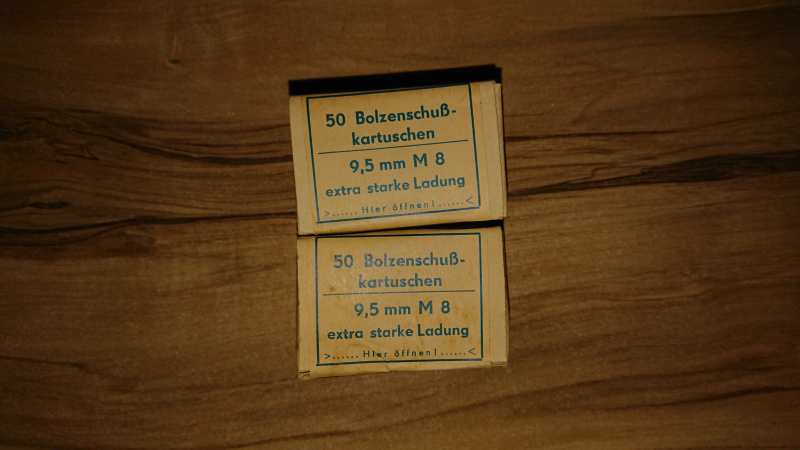 50 Bolzenschuß-
kartuschen
9,5 mm M 8
extra starke Ladung
>......Hier öffnen!......<
50 Bolzenschuß-
kartuschen
9,5 mm M 8
extra starke Ladung
>......Hier öffnen!......<